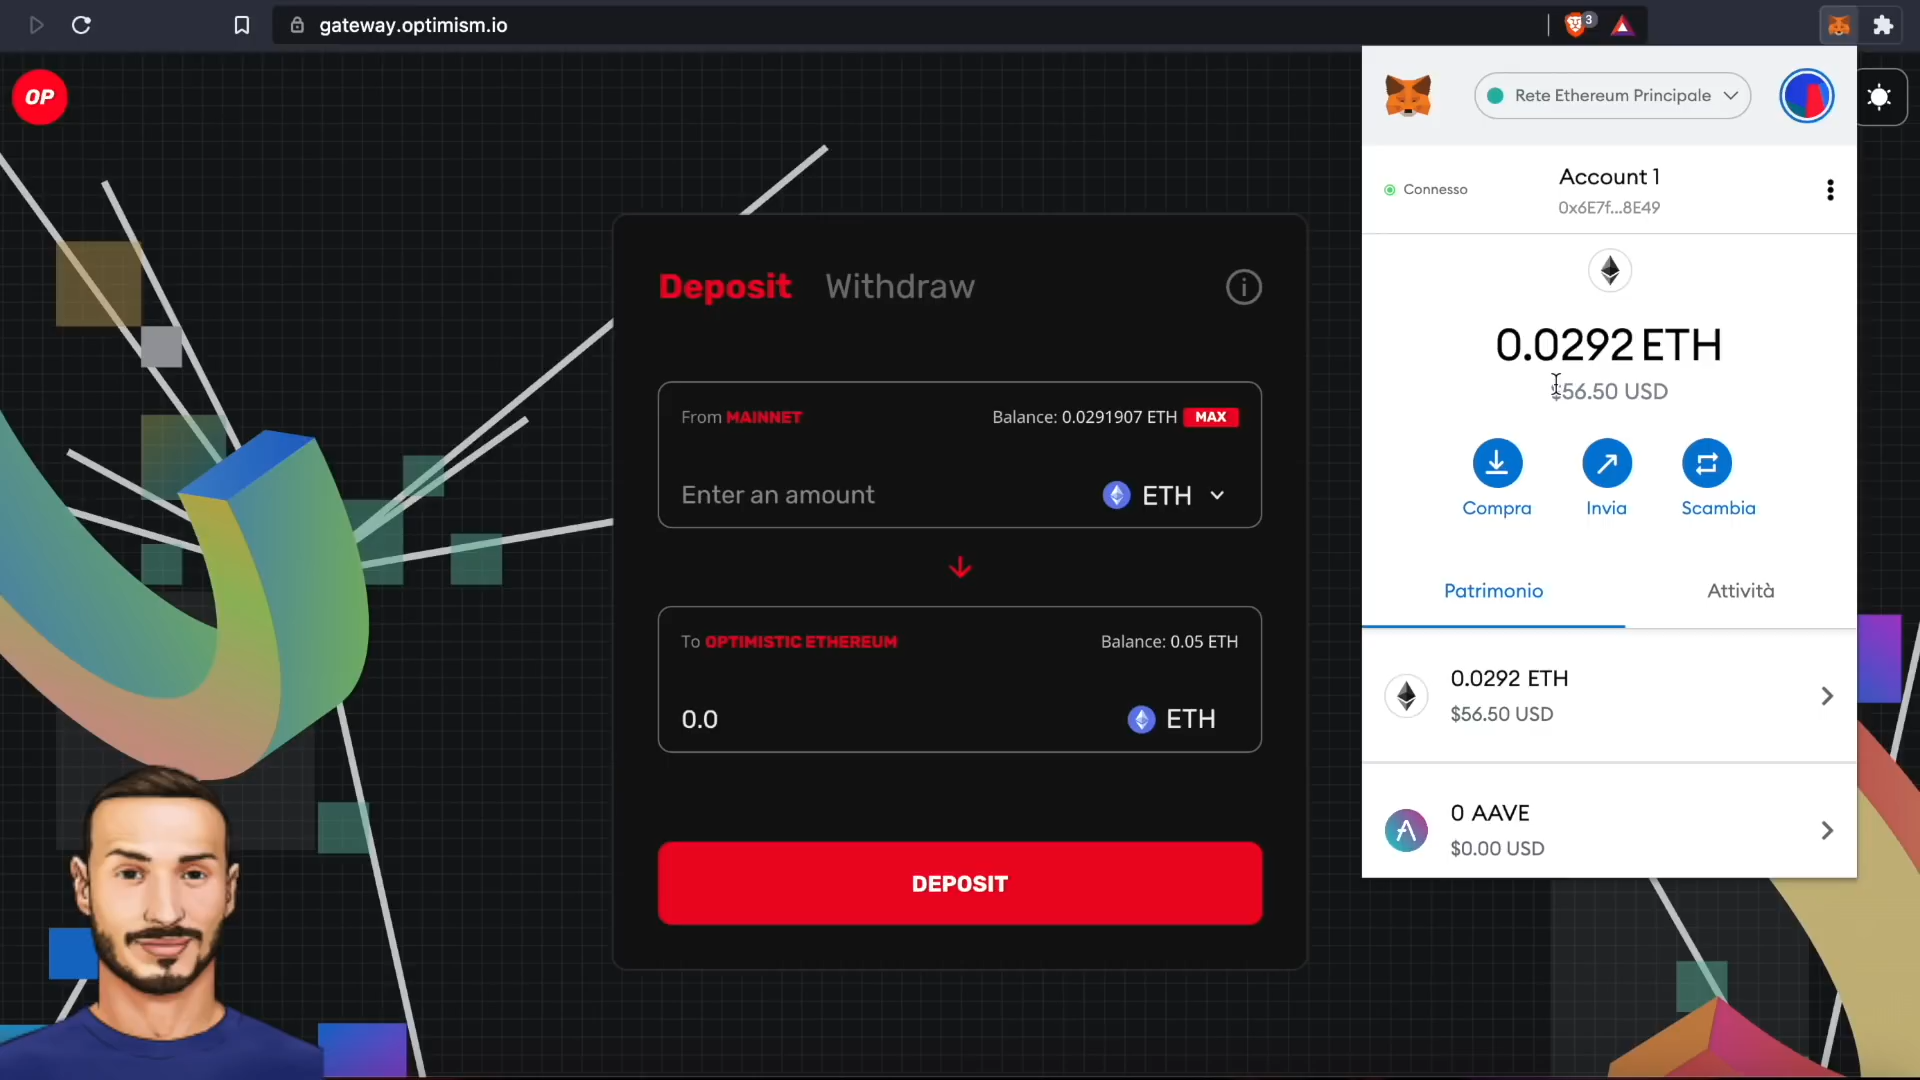 gateway.optimism.io
3
OP
Rete Ethereum Principale
Connesso
Account 1
0x6E7f...8E49
Deposit Withdraw
0.0292 ETH
$56.50 USD
From MAINNET Balance: 0.0291907 ETH MAX
Enter an amount ETH
Compra Invia Scambia
Patrimonio Attività
To OPTIMISTIC ETHEREUM Balance: 0.05 ETH
0.0 ETH
0.0292 ETH
$56.50 USD
0 AAVE
$0.00 USD
DEPOSIT